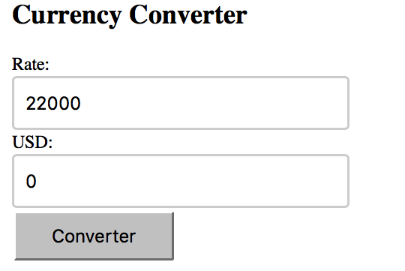 Currency Converter
Rate:
22000
USD:
0
Converter